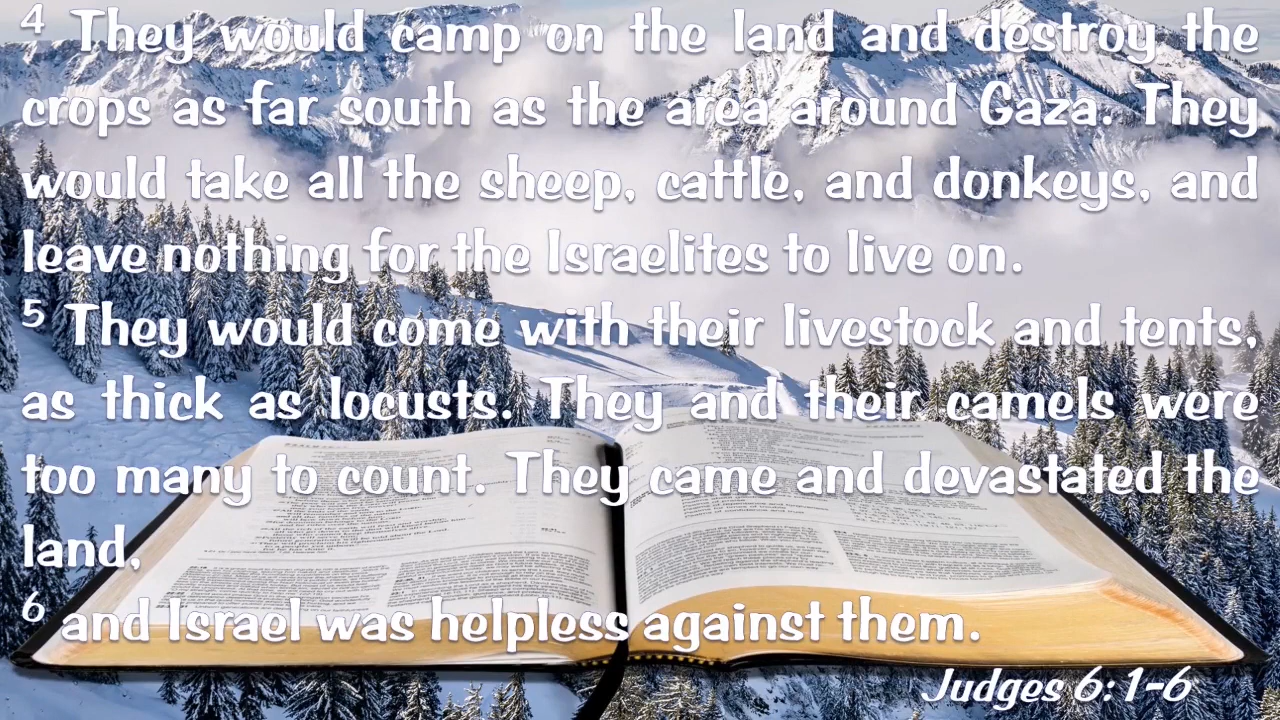 4 They would camp on the land and destroy the
crops as far south as the area around Gaza. They
would take all the sheep, cattle, and donkeys, and
leave nothing for the Israelites to live on.
5 They would come with their livestock and tents,
as thick as locusts. They and their camels were
too many to count. They came and devastated the
land,
6 and Israel was helpless against them.
Judges 6:1-6